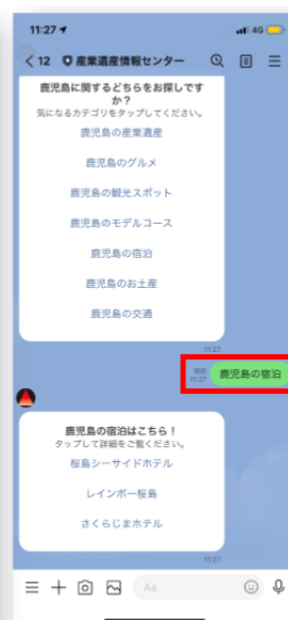 11:27
4G
12 産業遺産情報センター
鹿児島に関するどちらをお探しです
か？
気になるカテゴリをタップしてください。
鹿児島の産業遺産
鹿児島のグルメ
鹿児島の観光スポット
鹿児島のモデルコース
鹿児島の宿泊
鹿児島のお土産
鹿児島の交通
11:27
既読
11:27
鹿児島の宿泊
鹿児島の宿泊はこちら！
タップして詳細をご覧ください。
桜島シーサイドホテル
レインボー桜島
さくらじまホテル
11:27
Aa